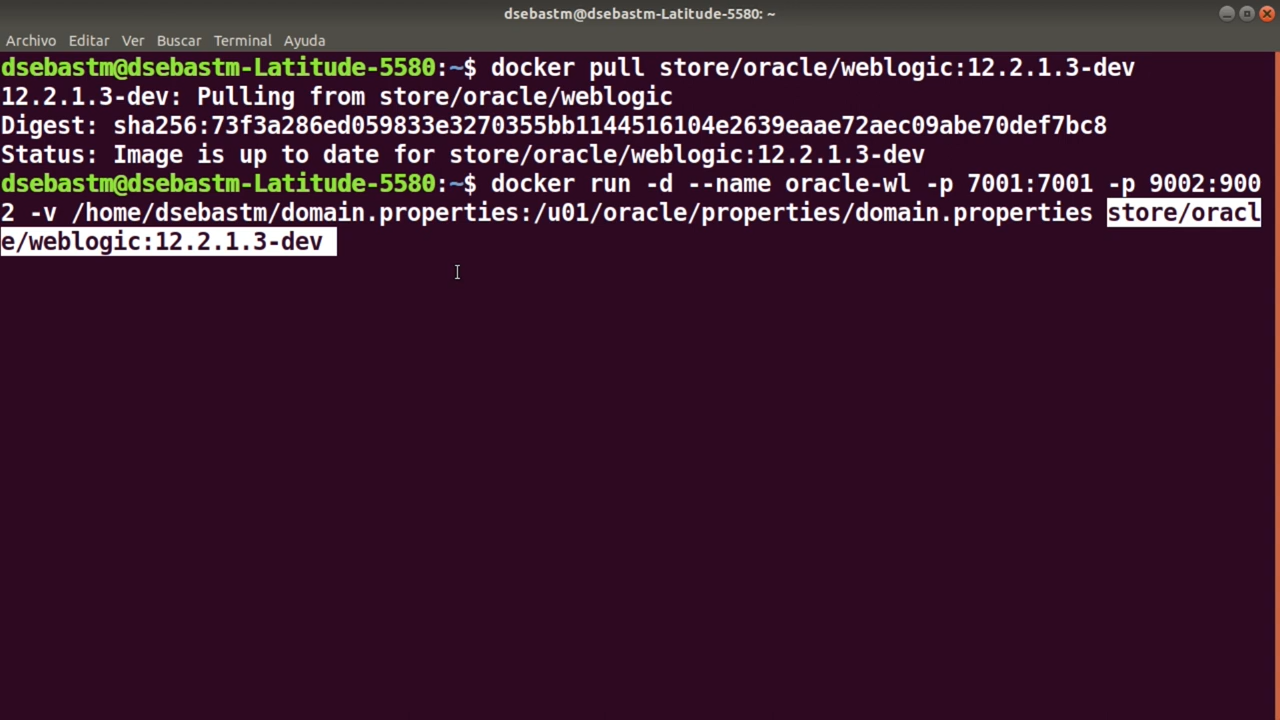 dsebastm@dsebastm-Latitude-5580: ~
Archivo Editar Ver Buscar Terminal Ayuda
dsebastm@dsebastm-Latitude-5580:~$ docker pull store/oracle/weblogic:12.2.1.3-dev
12.2.1.3-dev: Pulling from store/oracle/weblogic
Digest: sha256:73f3a286ed059833e3270355bb1144516104e2639eaae72aec09abe70def7bc8
Status: Image is up to date for store/oracle/weblogic:12.2.1.3-dev
dsebastm@dsebastm-Latitude-5580:~$ docker run -d --name oracle-wl -p 7001:7001 -p 9002:900
2 -v /home/dsebastm/domain.properties:/u01/oracle/properties/domain.properties store/oracl
e/weblogic:12.2.1.3-dev